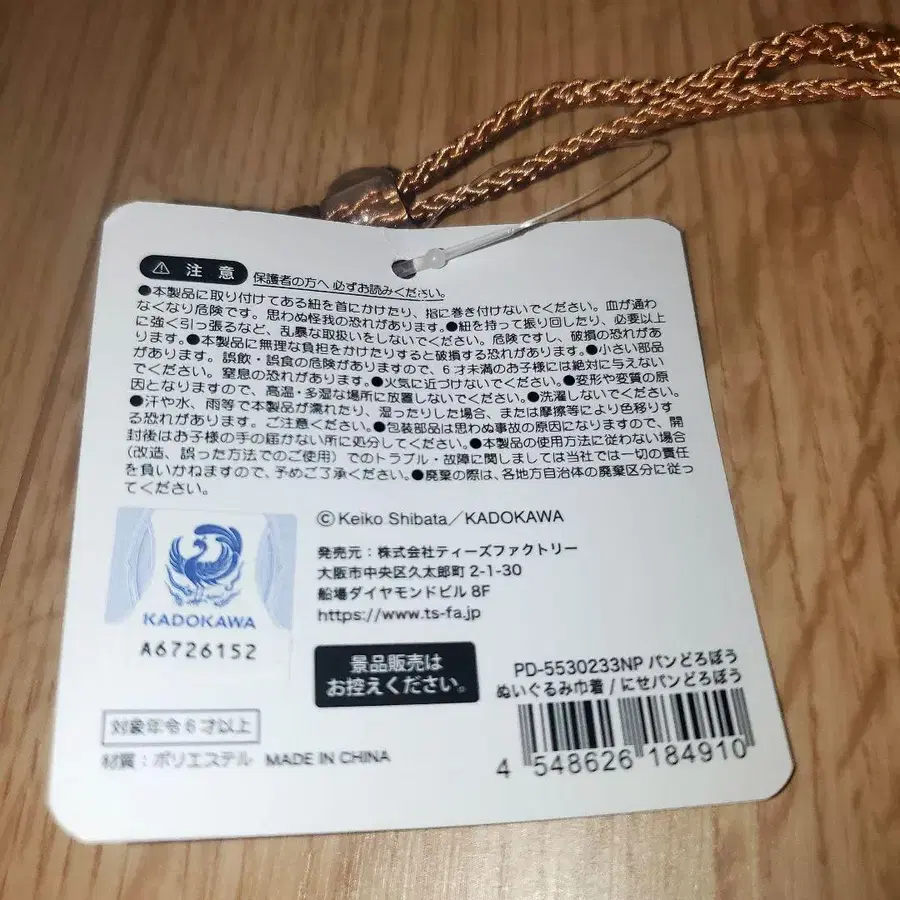 注意 保護者の方へ 必ずお読みください。
●本製品に取り付けてある紐を首にかけたり、指に巻き付けないでください。血が通わ
なくなり危険です。思わぬ怪我の恐れがあります。●紐を持って振り回したり、必要以上
に強く引っ張るなど、乱暴な取扱いをしないでください。危険ですし、破損の恐れがあ
ります。●本製品に無理な負担をかけたりすると破損する恐れがあります。●小さい部品
があります。誤飲・誤食の危険がありますので、6才未満のお子様には絶対に与えない
でください。窒息の恐れがあります。●火気に近づけないでください。●変形や変質の原
因となりますので、高温・多湿な場所に放置しないでください。●洗濯しないでください。
●汗や水、雨等で本製品が濡れたり、湿ったりした場合、または摩擦等により色移りす
る恐れがあります。ご注意ください。●包装部品は思わぬ事故の原因になりますので、開
封後はお子様の手の届かない所に処分してください。●本製品の使用方法に従わない場合
(改造、誤った方法でのご使用)でのトラブル・故障に関しましては当社では一切の責任
を負いかねますので、予めご了承ください。●廃棄の際は、各地方自治体の廃棄区分に従っ
てください。
©Keiko Shibata/KADOKAWA
発売元:株式会社ティーズファクトリー
大阪市中央区久太郎町2-1-30
船場ダイヤモンドビル8F
https://www.ts-fa.jp
KADOKAWA
A6726152
景品販売は
お控えください。
PD-5530233NP パンどろぼう
ぬいぐるみ巾着/にせパンどろぼう
対象年令6才以上
材質:ポリエステル MADE IN CHINA
4 548626 184910